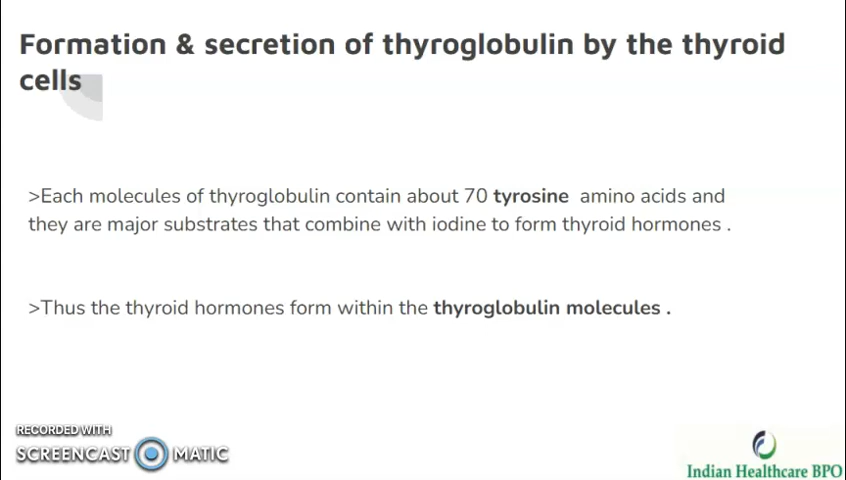 Formation & secretion of thyroglobulin by the thyroid
cells
>Each molecules of thyroglobulin contain about 70 tyrosine amino acids and
they are major substrates that combine with iodine to form thyroid hormones .
>Thus the thyroid hormones form within the thyroglobulin molecules .
RECORDED WITH
SCREENCAST MATIC
Indian Healthcare BPO